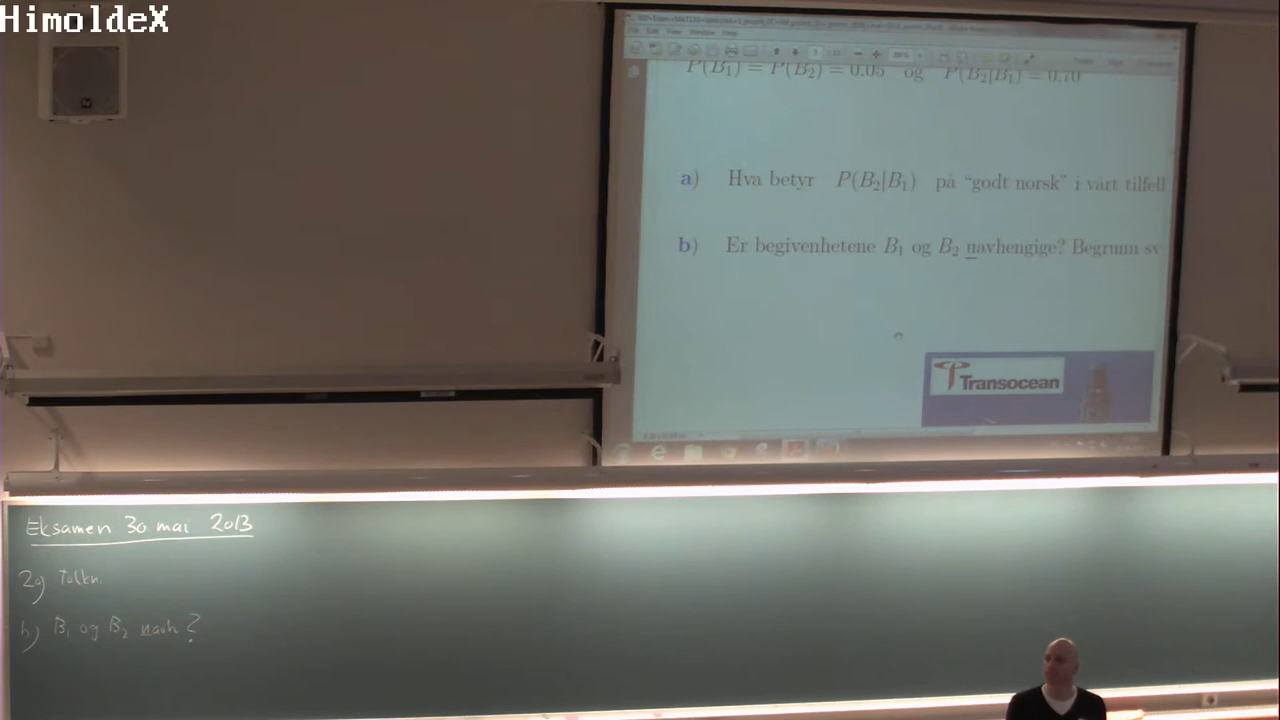 HimoldeX
P(B₁) = P(B₂) = 0.05 og P(B₂|B₁) = 0.70
a) Hva betyr P(B₂|B₁) på “godt norsk” i vårt tilfell
b) Er begivenhetene B₁ og B₂ uavhengige? Begrunn sv
Transocean
Eksamen 30 mai 2013
2a) tolkn.
b) B₁ og B₂ uavh?